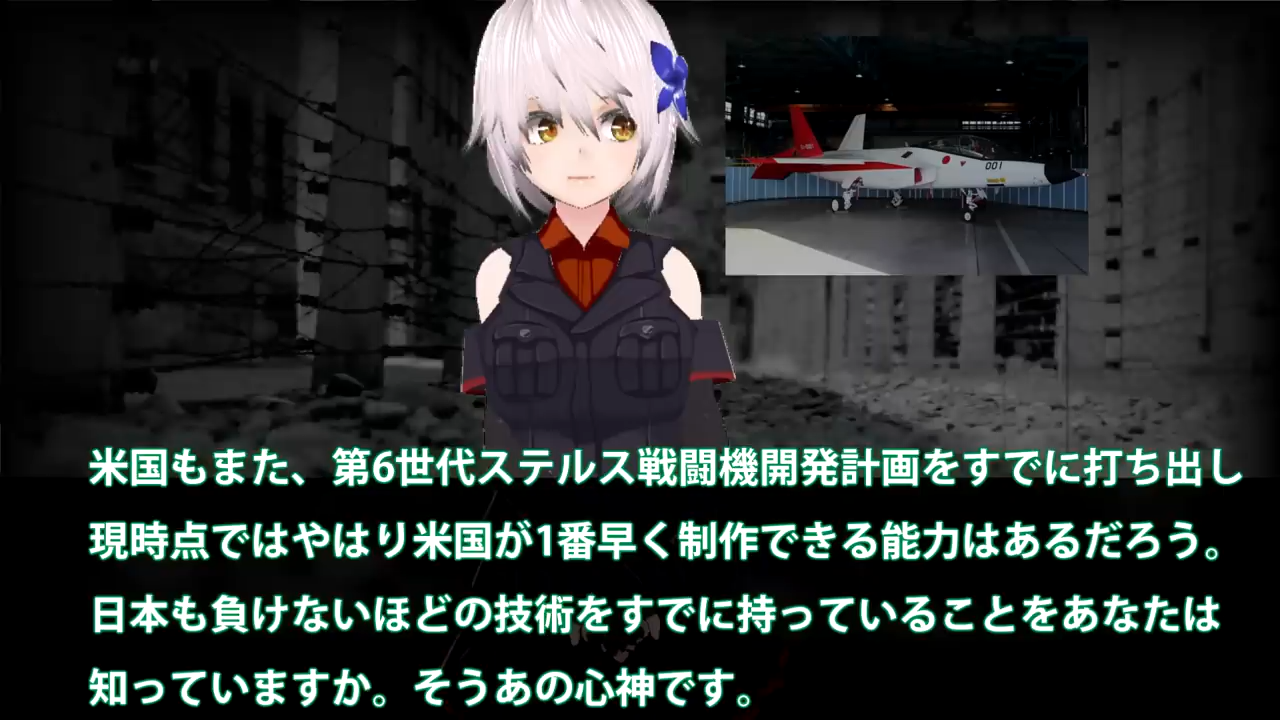 001
米国もまた、第6世代ステルス戦闘機開発計画をすでに打ち出し
現時点ではやはり米国が1番早く制作できる能力はあるだろう。
日本も負けないほどの技術をすでに持っていることをあなたは
知っていますか。そうあの心神です。